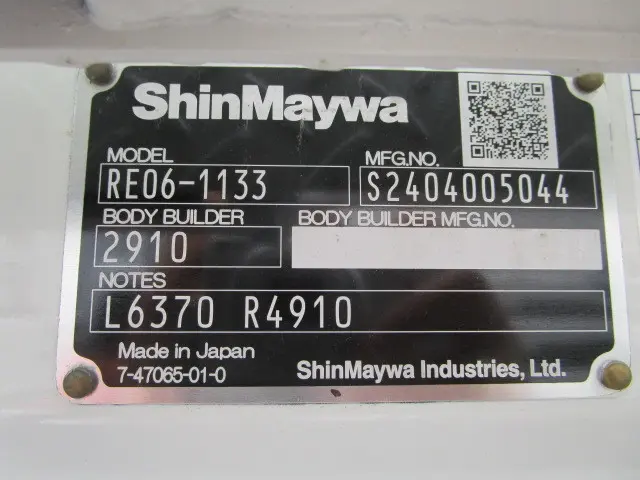 ShinMaywa
MODEL
MFG.NO.
RE06-1133
S2404005044
BODY BUILDER
BODY BUILDER MFG.NO.
2910
NOTES
L6370 R4910
Made in Japan
7-47065-01-0
ShinMaywa Industries, Ltd.